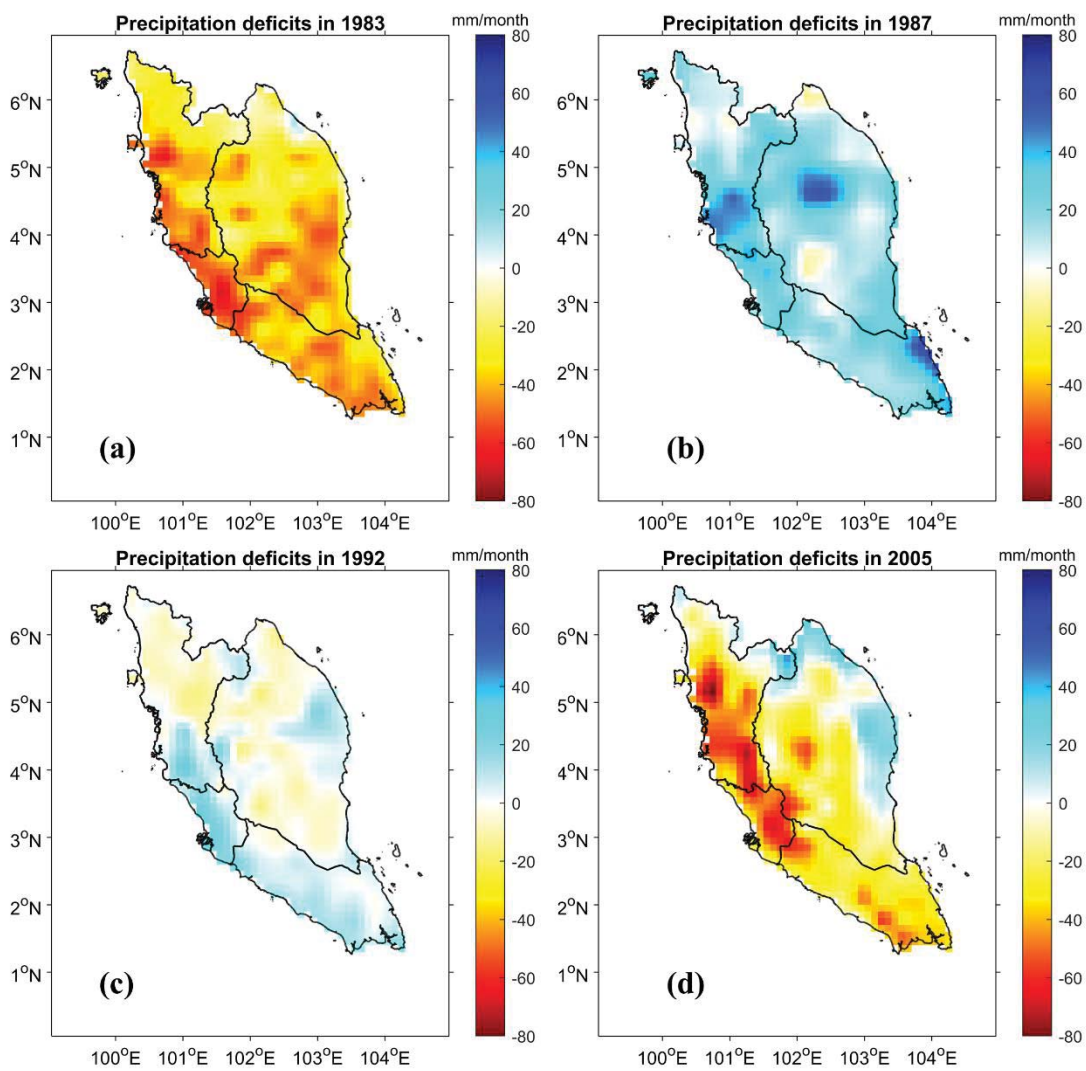 Precipitation deficits in 1983
mm/month
80
60
40
20
0
-20
-40
-60
-80
6°N
5°N
4°N
3°N
2°N
1°N
(a)
100°E 101°E 102°E 103°E 104°E
Precipitation deficits in 1987
mm/month
80
60
40
20
0
-20
-40
-60
-80
6°N
5°N
4°N
3°N
2°N
1°N
(b)
100°E 101°E 102°E 103°E 104°E
Precipitation deficits in 1992
mm/month
80
60
40
20
0
-20
-40
-60
-80
6°N
5°N
4°N
3°N
2°N
1°N
(c)
100°E 101°E 102°E 103°E 104°E
Precipitation deficits in 2005
mm/month
80
60
40
20
0
-20
-40
-60
-80
6°N
5°N
4°N
3°N
2°N
1°N
(d)
100°E 101°E 102°E 103°E 104°E